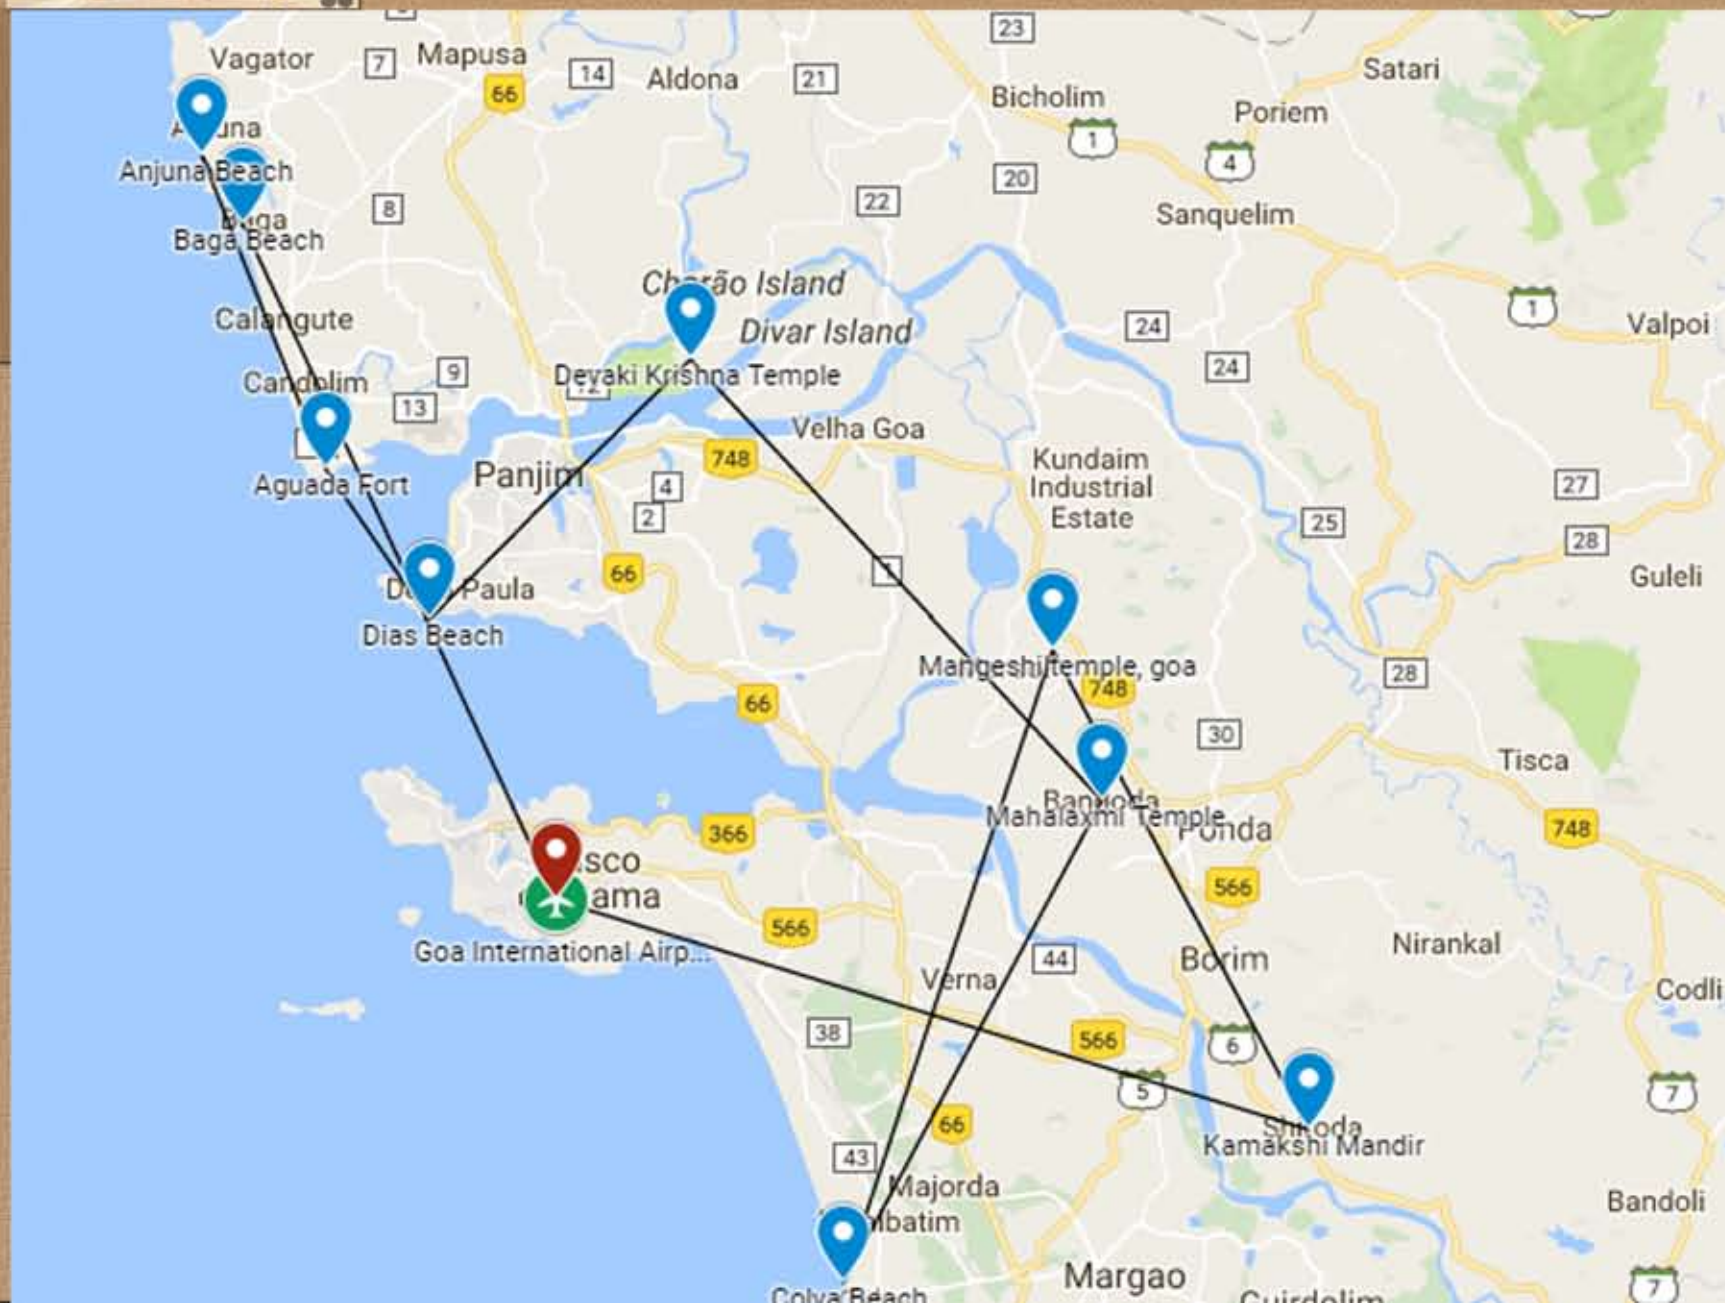 23
Vagator
7
Mapusa
14
Aldona
21
Satari
66
Bicholim
Poriem
1
4
Anjuna Beach
20
8
22
Sanquelim
Baga
Baga Beach
Charão Island
Divar Island
24
1
Valpoi
Calangute
24
Candolim
9
Devaki Krishna Temple
12
13
Velha Goa
Aguada Fort
Panjim
748
4
2
Kundaim
Industrial
Estate
27
25
28
66
Paula
Guleli
Dias Beach
Mangeshi temple, goa
28
748
66
30
Tisca
Mahalaxmi Temple
Ponda
366
748
566
566
Goa International Airp...
44
Borim
Nirankal
Verna
Codli
38
566
6
5
7
66
Kamakshi Mandir
43
Majorda
Bandoli
Margao
7
Colva Beach